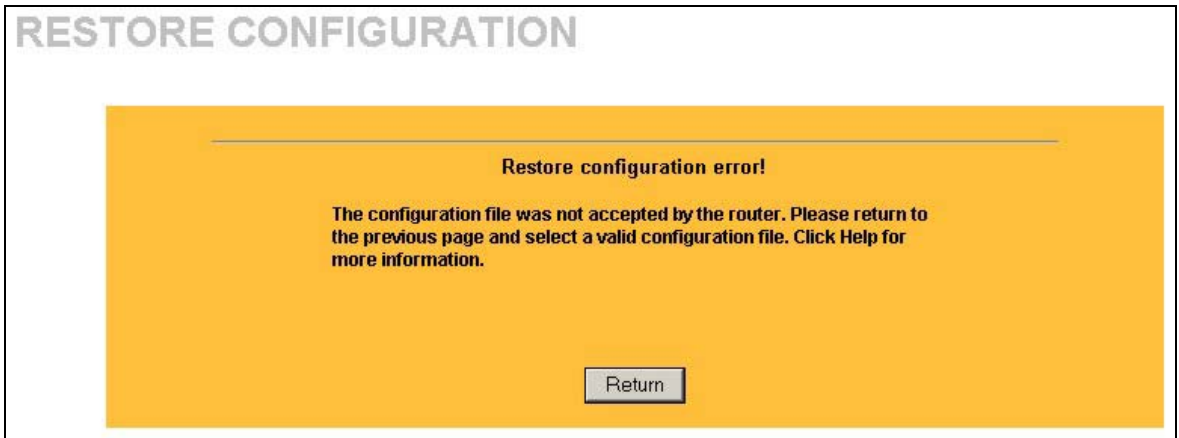 RESTORE CONFIGURATION
Restore configuration error!
The configuration file was not accepted by the router. Please return to
the previous page and select a valid configuration file. Click Help for
more information.
Return